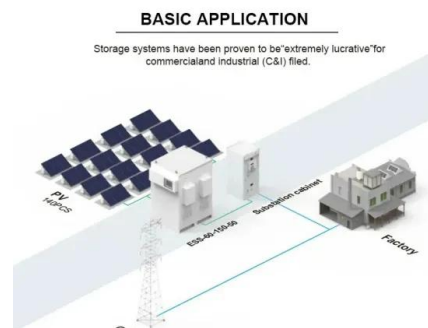 BASIC APPLICATION
Storage systems have been proven to be"extremely lucrative"for
commercialand industrial (C&I) filed.
PV
140PCS
ESS-60-150-50
Substation cabinet
Factory